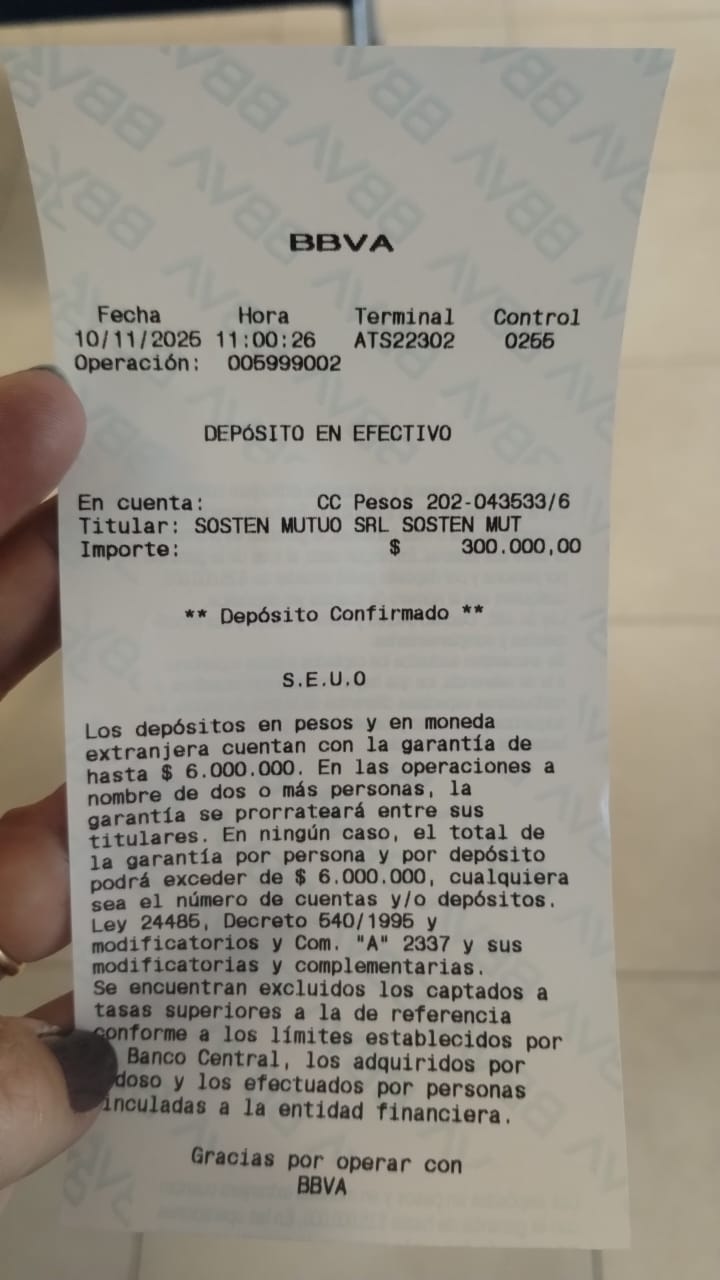 BBVA
Fecha Hora Terminal Control
10/11/2025 11:00:26 ATS22302 0255
Operación: 005999002
DEPóSITO EN EFECTIVO
En cuenta: CC Pesos 202-043533/6
Titular: SOSTEN MUTUO SRL SOSTEN MUT
Importe: $ 300.000,00
** Depósito Confirmado **
S.E.U.O
Los depósitos en pesos y en moneda
extranjera cuentan con la garantía de
hasta $ 6.000.000. En las operaciones a
nombre de dos o más personas, la
garantía se prorrateará entre sus
titulares. En ningún caso, el total de
la garantía por persona y por depósito
podrá exceder de $ 6.000.000, cualquiera
sea el número de cuentas y/o depósitos.
Ley 24485, Decreto 540/1995 y
modificatorios y Com. "A" 2337 y sus
modificatorias y complementarias.
Se encuentran excluidos los captados a
tasas superiores a la de referencia
conforme a los límites establecidos por
Banco Central, los adquiridos por
doso y los efectuados por personas
inculadas a la entidad financiera.
Gracias por operar con
BBVA